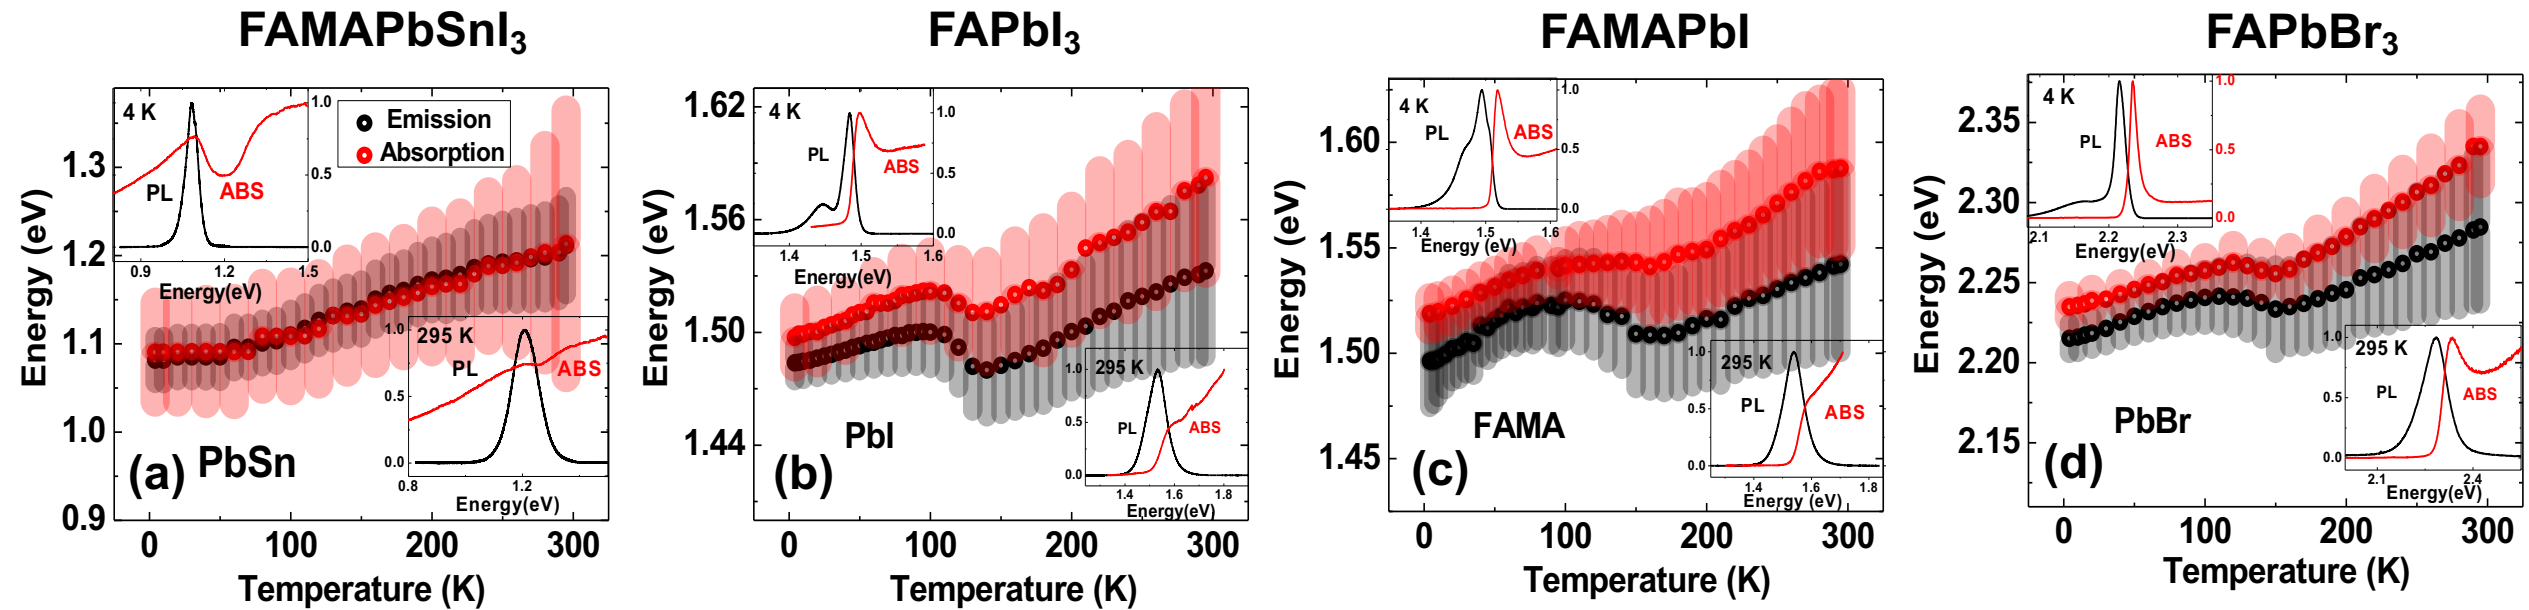 FAMAPbSnI3
FAPbI3
FAMAPbI
FAPbBr3
Energy (eV)
1.3
1.2
1.1
1.0
0.9
0 100 200 300
Temperature (K)
4 K
PL
ABS
1.0
0.5
0.0
0.9 1.2 1.5
Energy(eV)
Emission
Absorption
295 K
PL
ABS
1.0
0.5
0.0
0.8 1.2
Energy(eV)
(a) PbSn
Energy (eV)
1.62
1.56
1.50
1.44
0 100 200 300
Temperature (K)
4 K
PL
ABS
1.0
0.5
0.0
1.4 1.5 1.6
Energy(eV)
295 K
PL
ABS
1.0
0.5
0.0
1.4 1.6 1.8
Energy(eV)
PbI
(b)
Energy (eV)
1.60
1.55
1.50
1.45
0 100 200 300
Temperature (K)
4 K
PL
ABS
1.0
0.5
0.0
1.4 1.5 1.6
Energy (eV)
295 K
PL
ABS
1.0
0.5
0.0
1.4 1.6 1.8
Energy (eV)
FAMA
(c)
Energy (eV)
2.35
2.30
2.25
2.20
2.15
0 100 200 300
Temperature (K)
4 K
PL
ABS
1.0
0.5
0.0
2.1 2.2 2.3
Energy(eV)
295 K
PL
ABS
1.0
0.5
0.0
2.1 2.4
Energy(eV)
PbBr
(d)